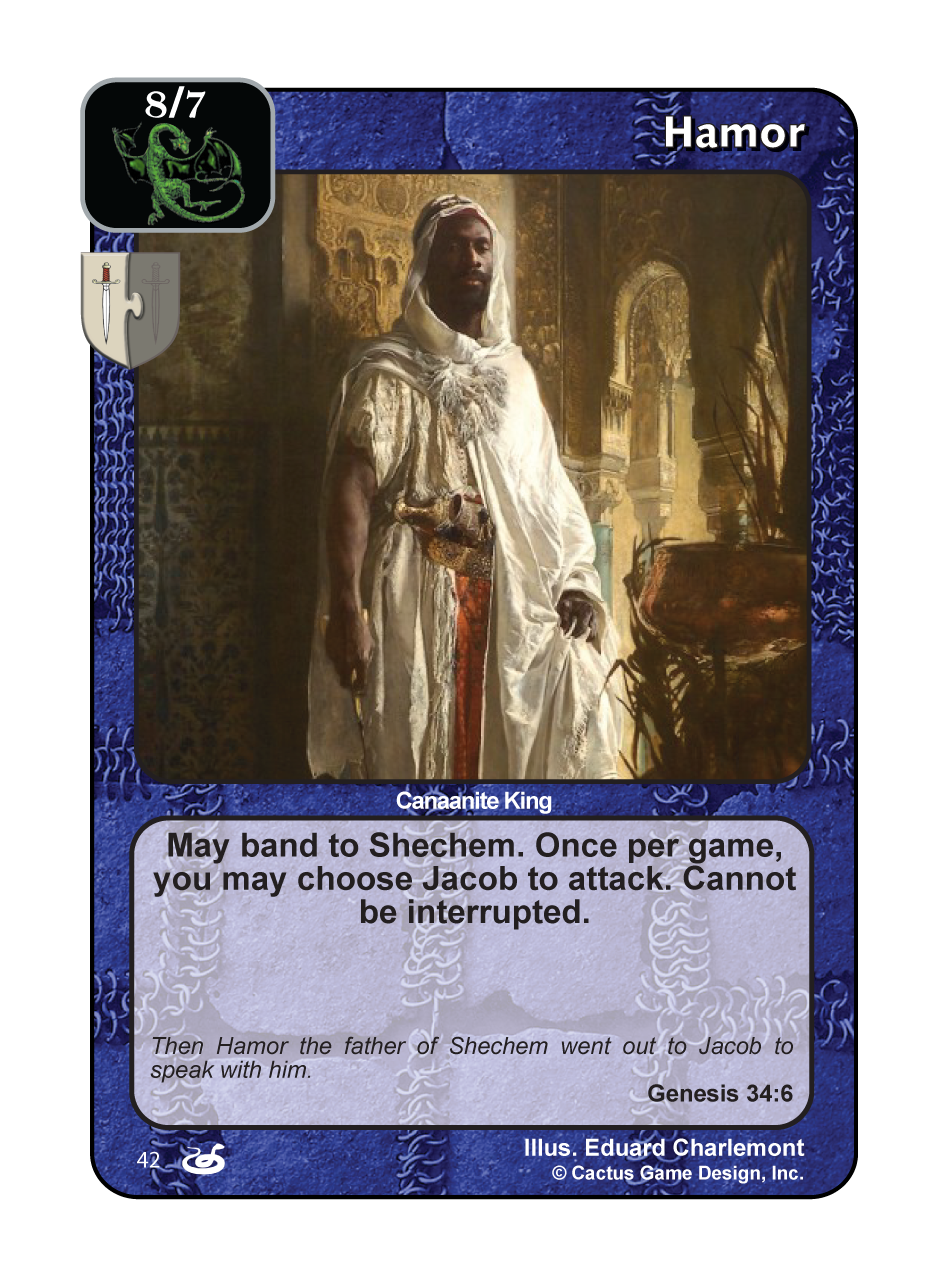 8/7
Hamor
Canaanite King
May band to Shechem. Once per game,
you may choose Jacob to attack. Cannot
be interrupted.
Then Hamor the father of Shechem went out to Jacob to
speak with him.
Genesis 34:6
42
Illus. Eduard Charlemont
© Cactus Game Design, Inc.